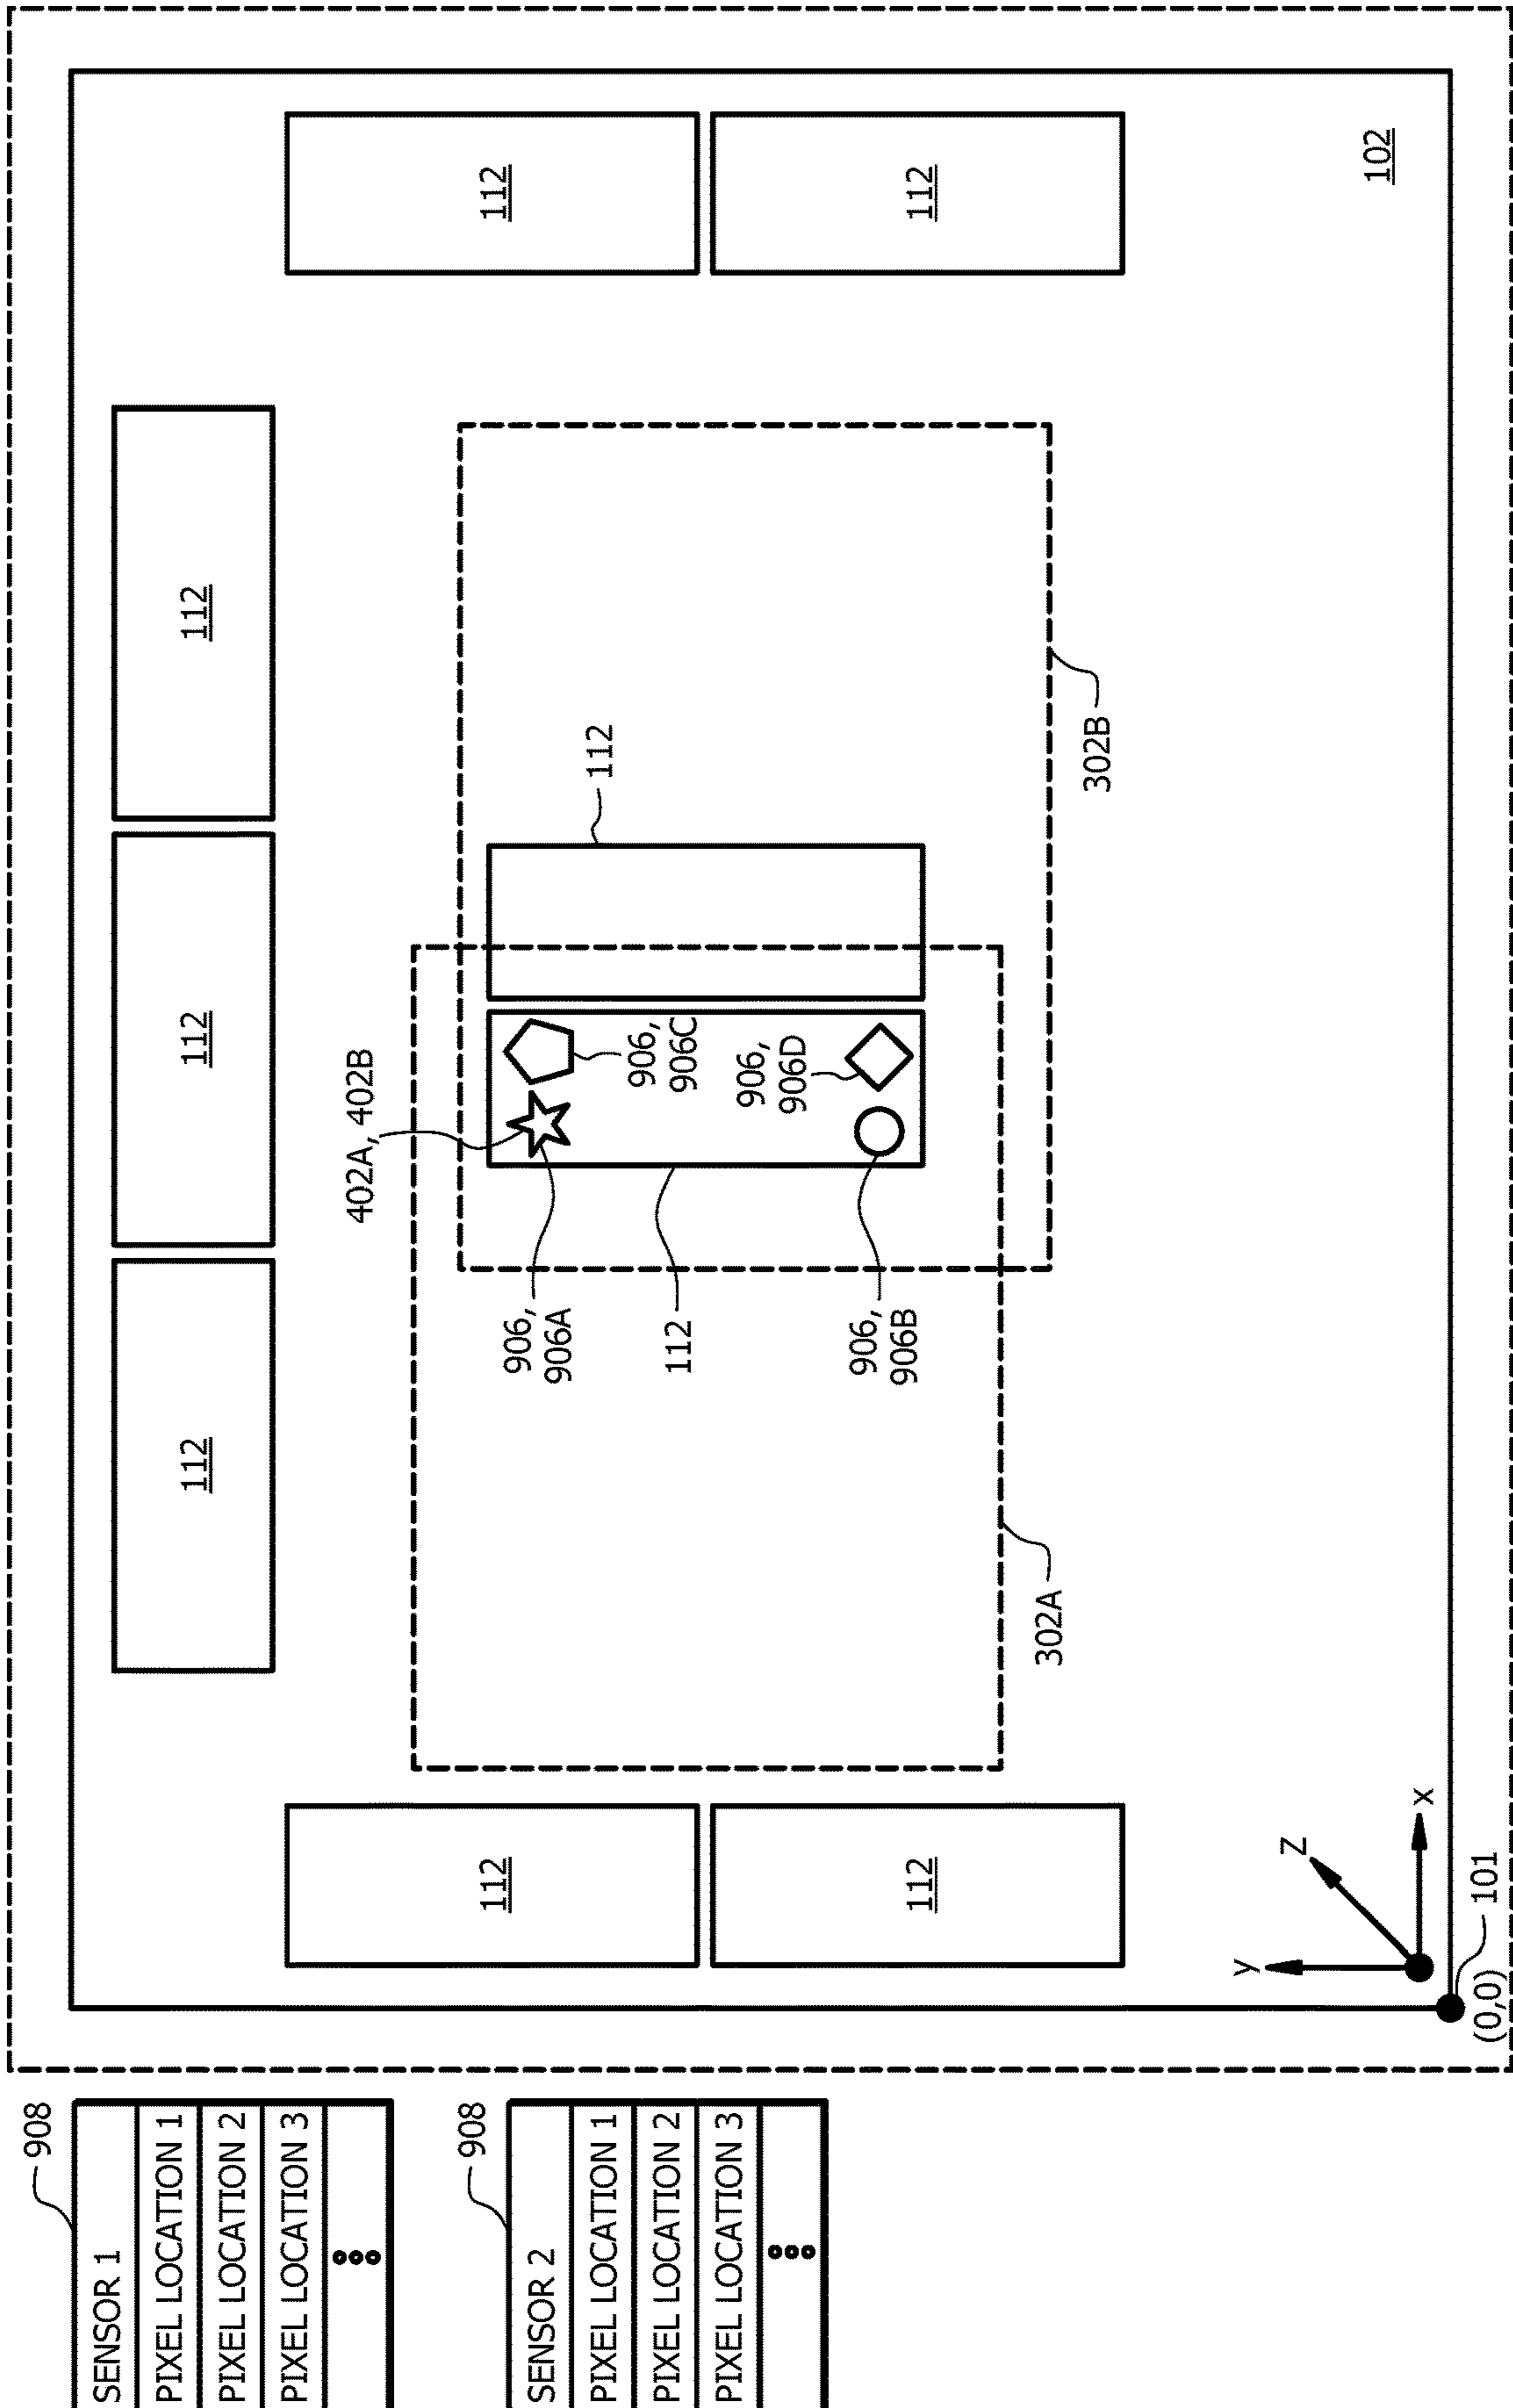 908
SENSOR 1
PIXEL LOCATION 1
PIXEL LOCATION 2
PIXEL LOCATION 3
908
SENSOR 2
PIXEL LOCATION 1
PIXEL LOCATION 2
PIXEL LOCATION 3
112
112
112
112
112
112
112
402A, 402B
906,
906A
112
906,
906B
906,
906C
906,
906D
112
302A
302B
102
y
Z
x
(0,0)
101